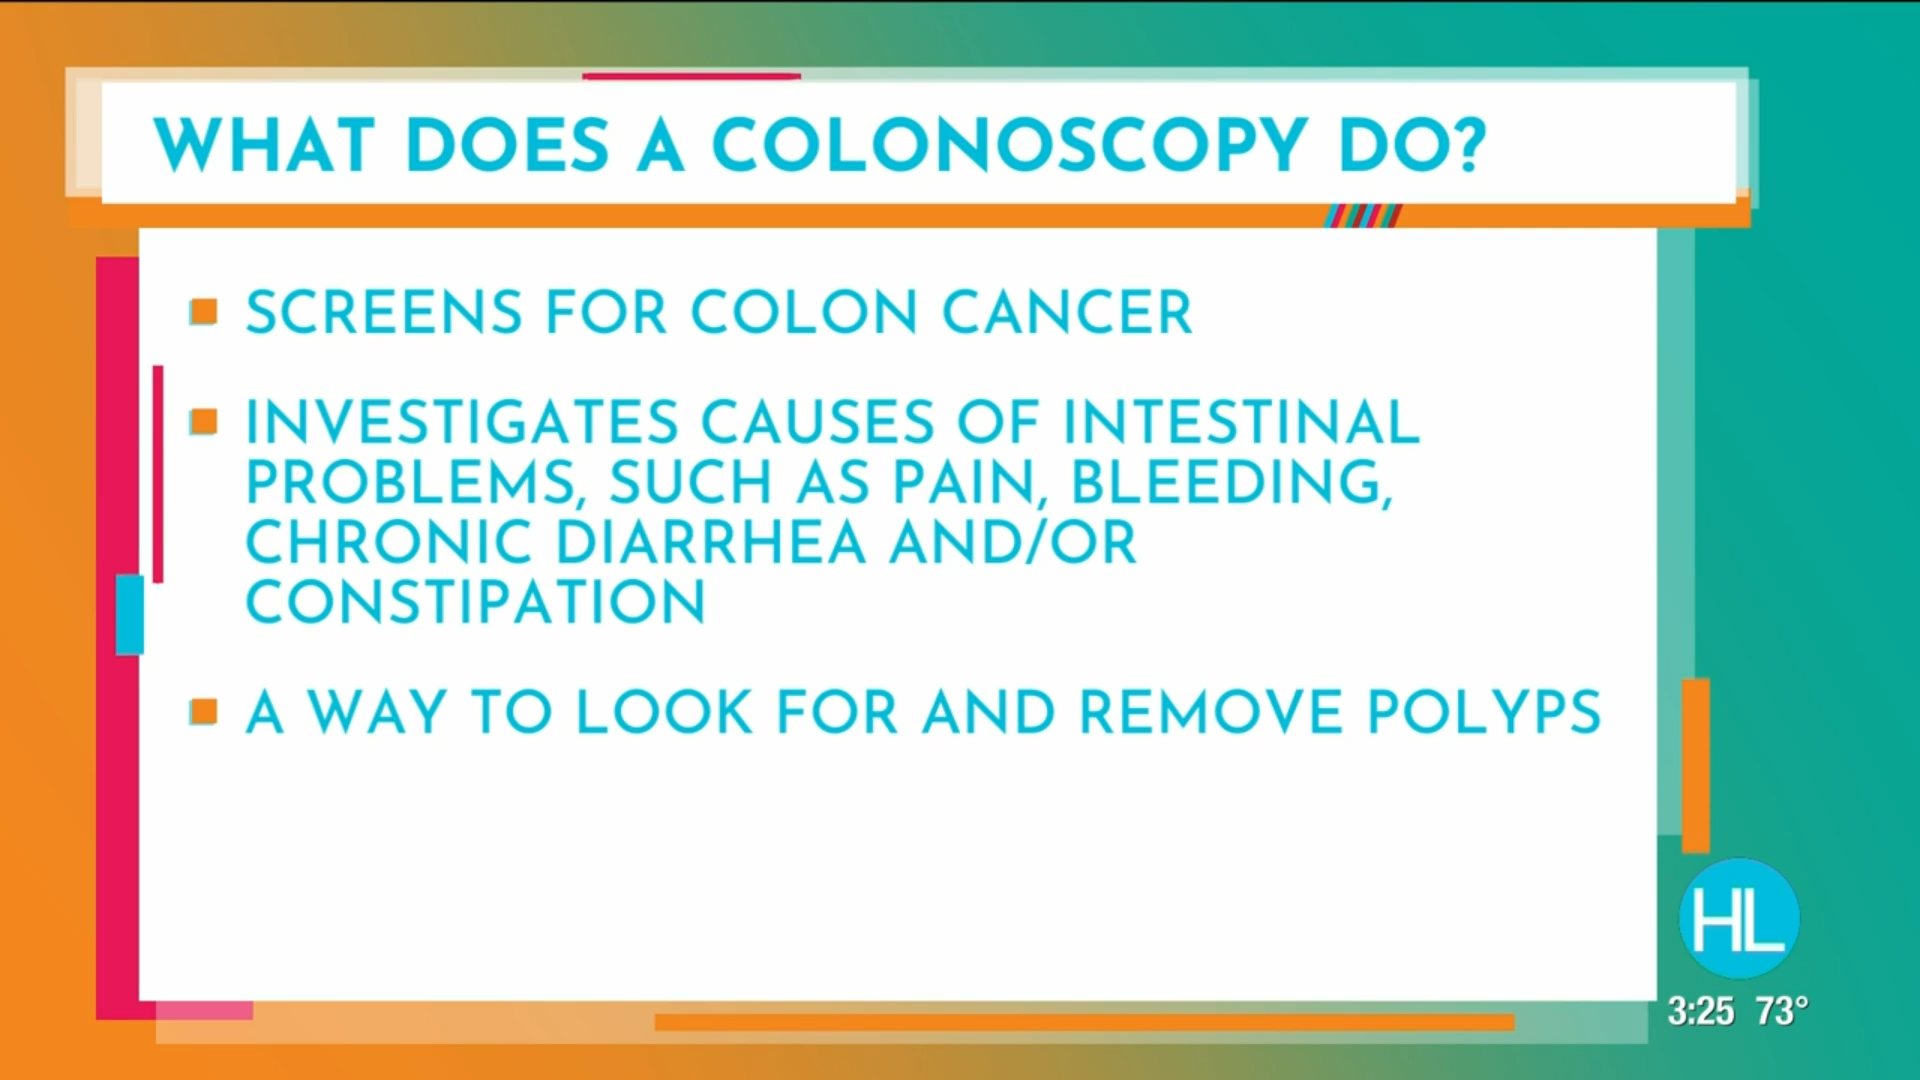 WHAT DOES A COLONOSCOPY DO?
SCREENS FOR COLON CANCER
INVESTIGATES CAUSES OF INTESTINAL
PROBLEMS, SUCH AS PAIN, BLEEDING,
CHRONIC DIARRHEA AND/OR
CONSTIPATION
A WAY TO LOOK FOR AND REMOVE POLYPS
HL
3:25 73°